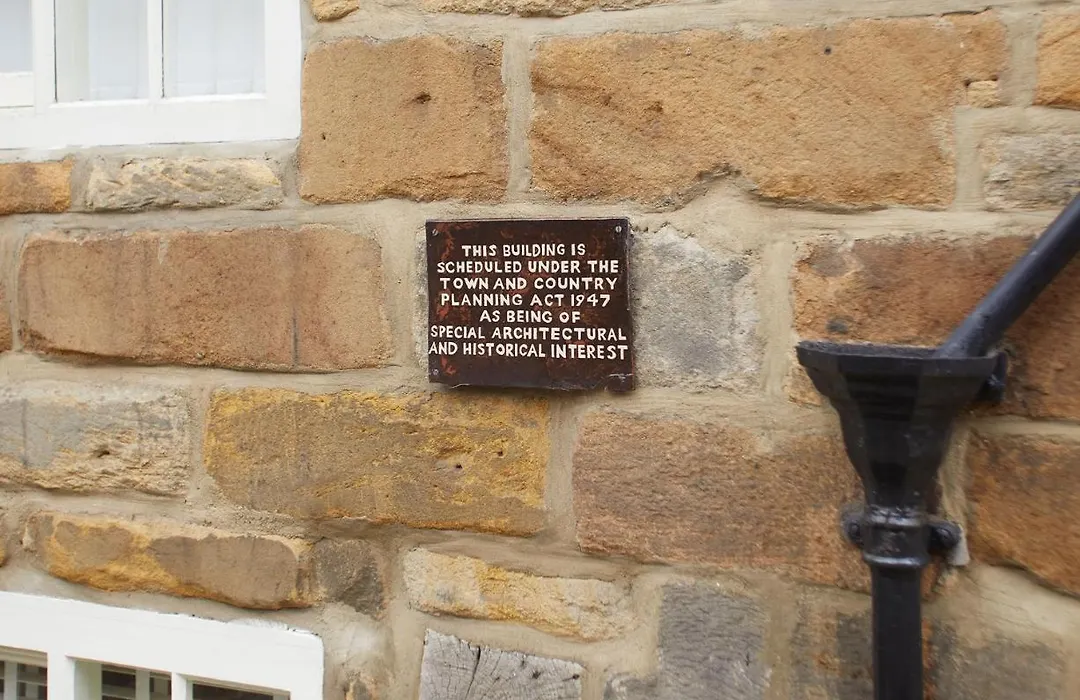 THIS BUILDING IS
SCHEDULED UNDER THE
TOWN AND COUNTRY
PLANNING ACT 1947
AS BEING OF
SPECIAL ARCHITECTURAL
AND HISTORICAL INTEREST